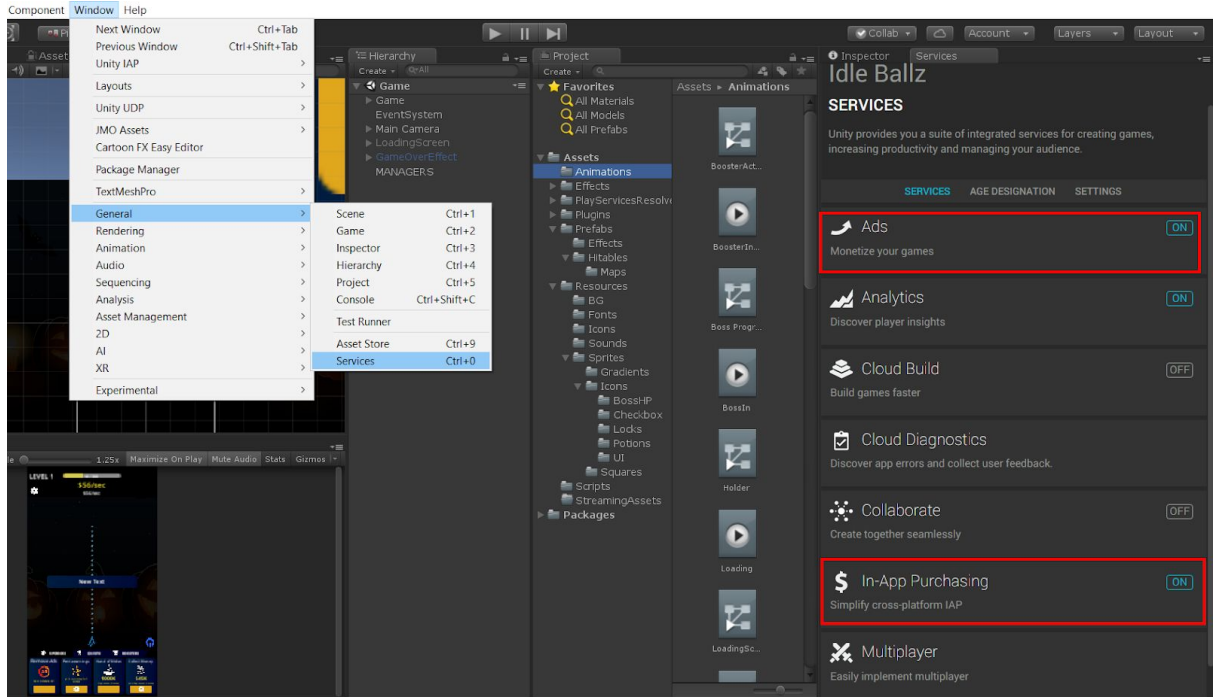 Component Window Help
Next Window Ctrl+Tab
Previous Window Ctrl+Shift+Tab
Unity IAP
Layouts
Unity UDP
JMO Assets
Cartoon FX Easy Editor
Package Manager
TextMeshPro
General
Rendering
Animation
Audio
Sequencing
Analysis
Asset Management
2D
AI
XR
Experimental
Scene Ctrl+1
Game Ctrl+2
Inspector Ctrl+3
Hierarchy Ctrl+4
Project Ctrl+5
Console Ctrl+Shift+C
Test Runner
Asset Store Ctrl+9
Services Ctrl+0
Asset
1.25x Maximize On Play Mute Audio Stats Gizmos
LEVEL 1
$56/sec
New Text
Hierarchy
Create All
Game
Game
EventSystem
Main Camera
LoadingScreen
GameOverEffect
MANAGERS
Project
Create
Favorites
All Materials
All Models
All Prefabs
Assets
Animations
Effects
PlayServicesResolve
Plugins
Prefabs
Effects
Hitables
Maps
Resources
BG
Fonts
Icons
Sounds
Sprites
Gradients
Icons
BossHP
Checkbox
Locks
Potions
UI
Squares
Scripts
StreamingAssets
Packages
Assets Animations
BoosterAct...
BoosterIn...
Boss Progr...
BossIn
Holder
Loading
LoadingSc...
Collab Account Layers Layout
Inspector Services
Idle Ballz
SERVICES
Unity provides you a suite of integrated services for creating games,
increasing productivity and managing your audience.
SERVICES AGE DESIGNATION SETTINGS
Ads ON
Monetize your games
Analytics ON
Discover player insights
Cloud Build OFF
Build games faster
Cloud Diagnostics
Discover app errors and collect user feedback.
Collaborate OFF
Create together seamlessly
In-App Purchasing ON
Simplify cross-platform IAP
Multiplayer
Easily implement multiplayer